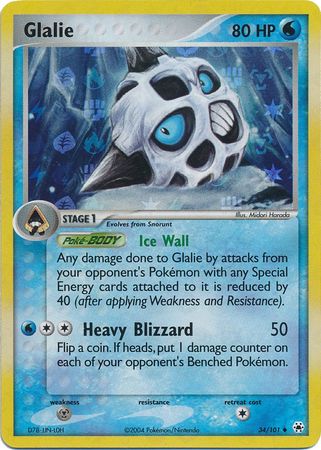 Glalie 80 HP
Illus. Midori Harada
STAGE 1
Evolves from Snorunt
Poké-BODY Ice Wall
Any damage done to Glalie by attacks from
your opponent's Pokémon with any Special
Energy cards attached to it is reduced by
40 (after applying Weakness and Resistance).
Heavy Blizzard 50
Flip a coin. If heads, put 1 damage counter on
each of your opponent's Benched Pokémon.
weakness resistance retreat cost
©2004 Pokémon/Nintendo 34/101